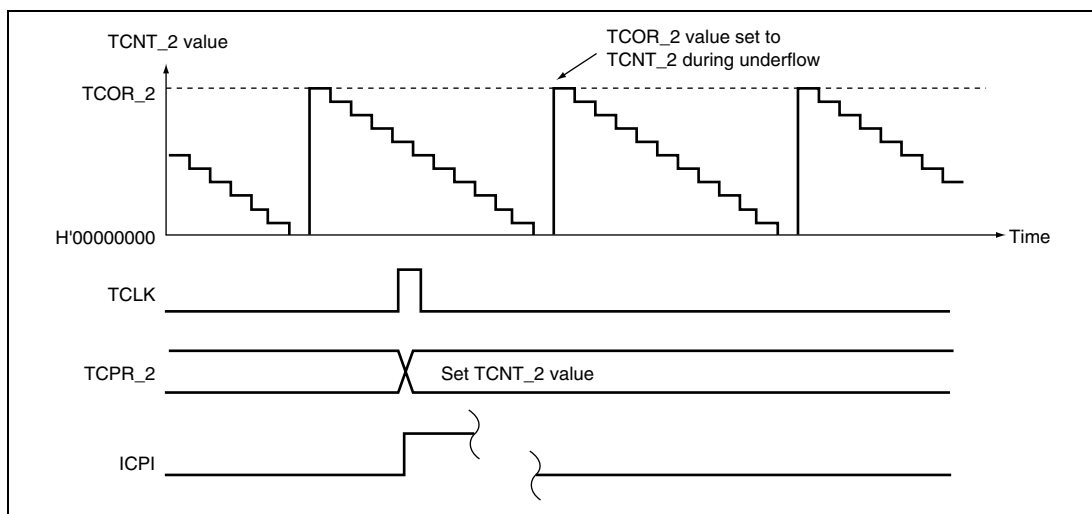 TCNT_2 value
TCOR_2 value set to
TCNT_2 during underflow
TCOR_2
H'00000000
Time
TCLK
TCPR_2
Set TCNT_2 value
ICPI